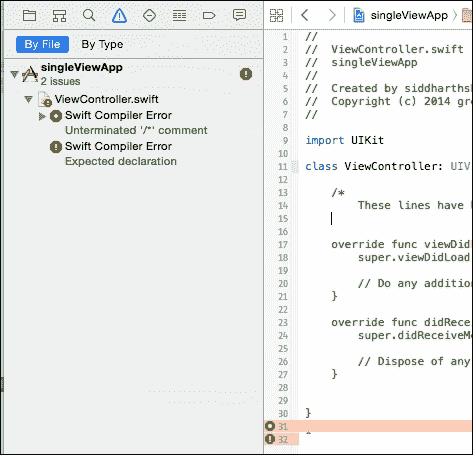 singleViewApp
By File By Type
singleViewApp
2 issues
ViewController.swift
Swift Compiler Error
Unterminated '/*' comment
Swift Compiler Error
Expected declaration
1 //
2 // ViewController.swift
3 // singleViewApp
4 //
5 // Created by siddharths
6 // Copyright (c) 2014 gr
7 //
8
9 import UIKit
10
11 class ViewController: UIV
12
13 /*
14 These lines have
15
16
17 override func viewDid
18 super.viewDidLoad
19
20 // Do any addition
21 }
22
23 override func didRece
24 super.didReceiveMe
25
26 // Dispose of any
27 }
28
29
30 }
31
32